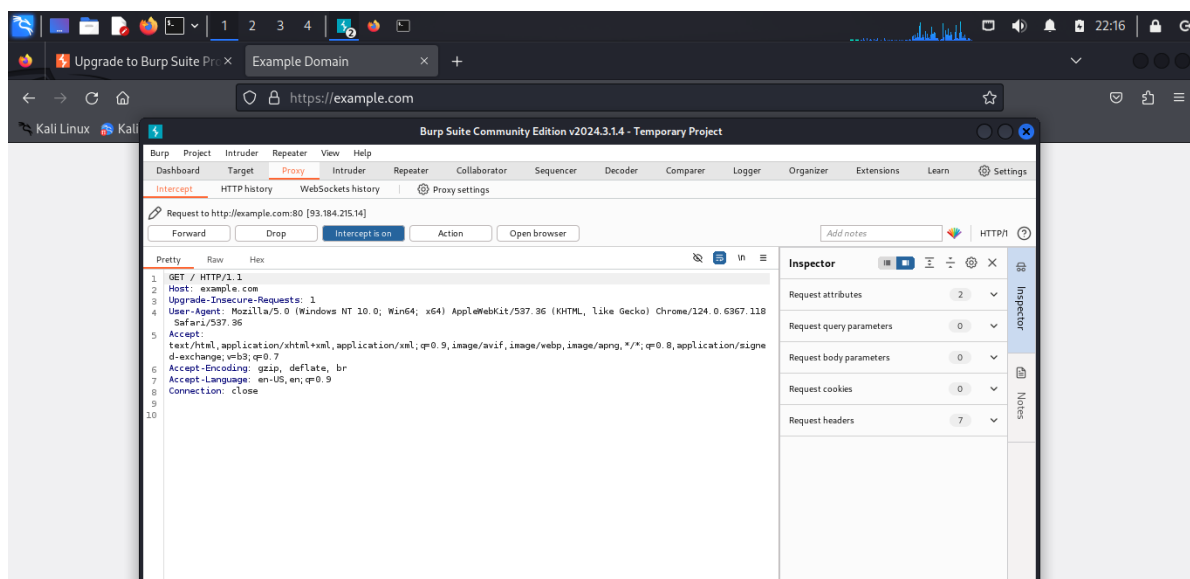 1 2 3 4 2 22:16 G
Upgrade to Burp Suite Pro Example Domain
https://example.com
Kali Linux Kali
Burp Suite Community Edition v2024.3.1.4 - Temporary Project
Burp Project Intruder Repeater View Help
Dashboard Target Proxy Intruder Repeater Collaborator Sequencer Decoder Comparer Logger Organizer Extensions Learn Settings
Intercept HTTP history WebSockets history Proxy settings
Request to http://example.com:80 [93.184.215.14]
Forward Drop Intercept is on Action Open browser Add notes HTTP/1 ?
Pretty Raw Hex \n Inspector
1 GET / HTTP/1.1
2 Host: example.com
3 Upgrade-Insecure-Requests: 1
4 User-Agent: Mozilla/5.0 (Windows NT 10.0; Win64; x64) AppleWebKit/537.36 (KHTML, like Gecko) Chrome/124.0.6367.118
Safari/537.36
5 Accept:
text/html,application/xhtml+xml,application/xml;q=0.9,image/avif,image/webp,image/apng,*/*;q=0.8,application/signe
d-exchange;v=b3;q=0.7
6 Accept-Encoding: gzip, deflate, br
7 Accept-Language: en-US,en;q=0.9
8 Connection: close
9
10
Request attributes 2
Request query parameters 0
Request body parameters 0
Request cookies 0
Request headers 7
Inspector
Notes